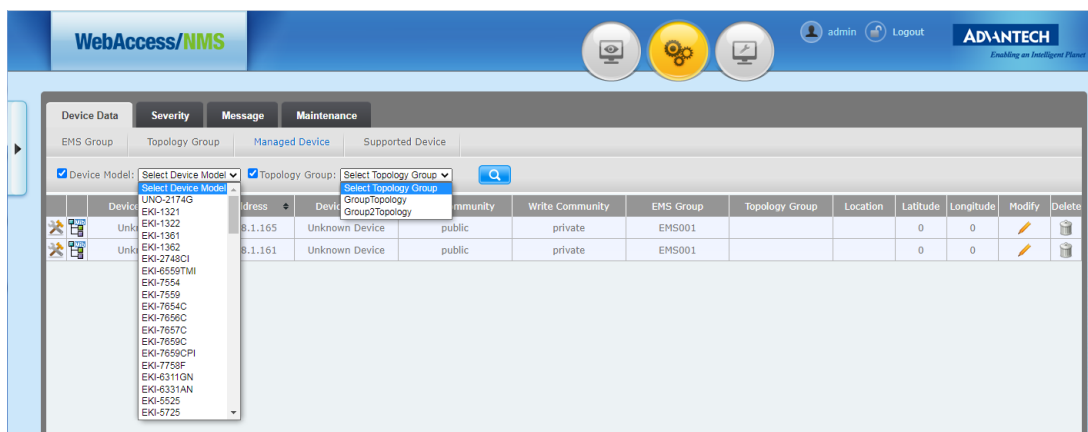 WebAccess/NMS
admin Logout
ADVANTECH
Enabling an Intelligent Planet
Device Data Severity Message Maintenance
EMS Group Topology Group Managed Device Supported Device
Device Model: Select Device Model Topology Group: Select Topology Group
Select Device Model
UNO-2174G
EKI-1321
EKI-1322
EKI-1361
EKI-1362
EKI-2748CI
EKI-6559TMI
EKI-7554
EKI-7559
EKI-7654C
EKI-7656C
EKI-7657C
EKI-7659C
EKI-7659CPI
EKI-7758F
EKI-6311GN
EKI-6331AN
EKI-5525
EKI-5725
Select Topology Group
GroupTopology
Group2Topology
Write Community EMS Group Topology Group Location Latitude Longitude Modify Delete
8.1.165 Unknown Device public private EMS001 0 0
8.1.161 Unknown Device public private EMS001 0 0